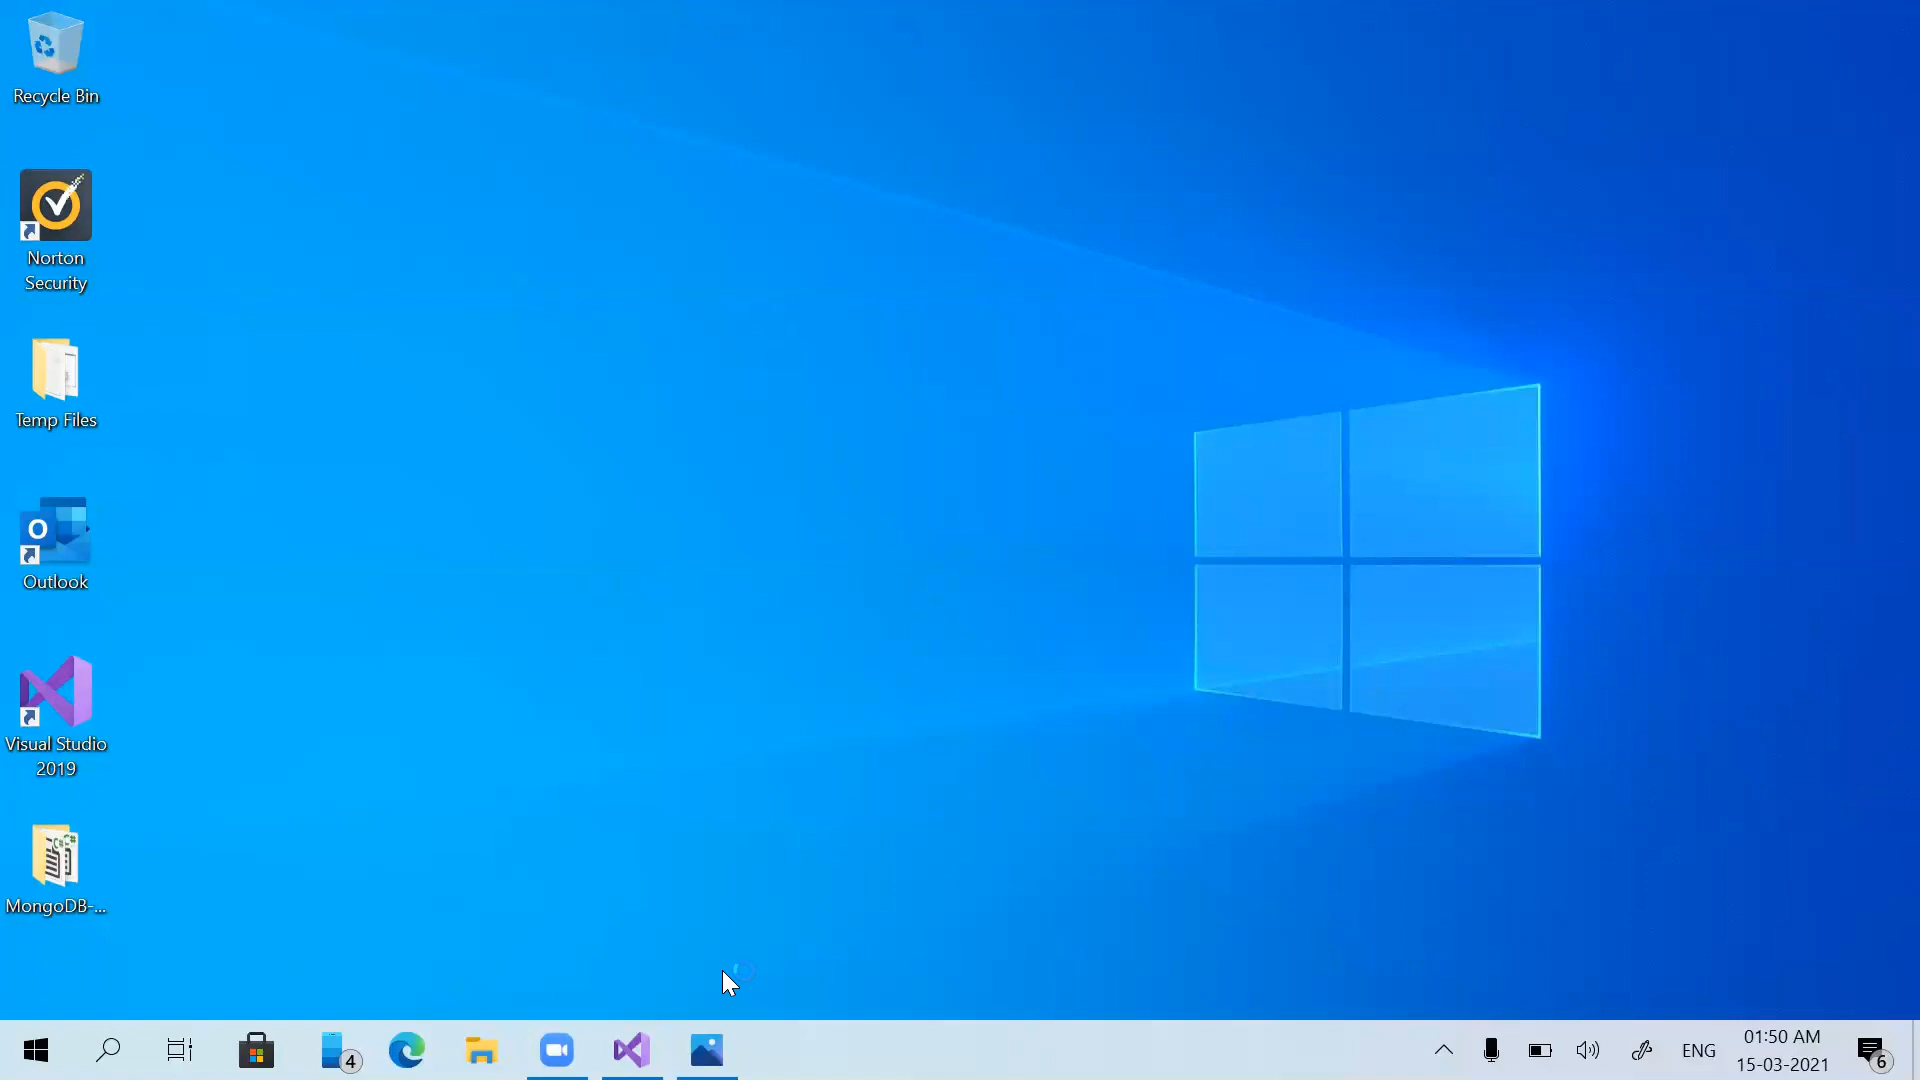 Recycle Bin
Norton
Security
Temp Files
Outlook
Visual Studio
2019
MongoDB-...
4
ENG
01:50 AM
15-03-2021
6